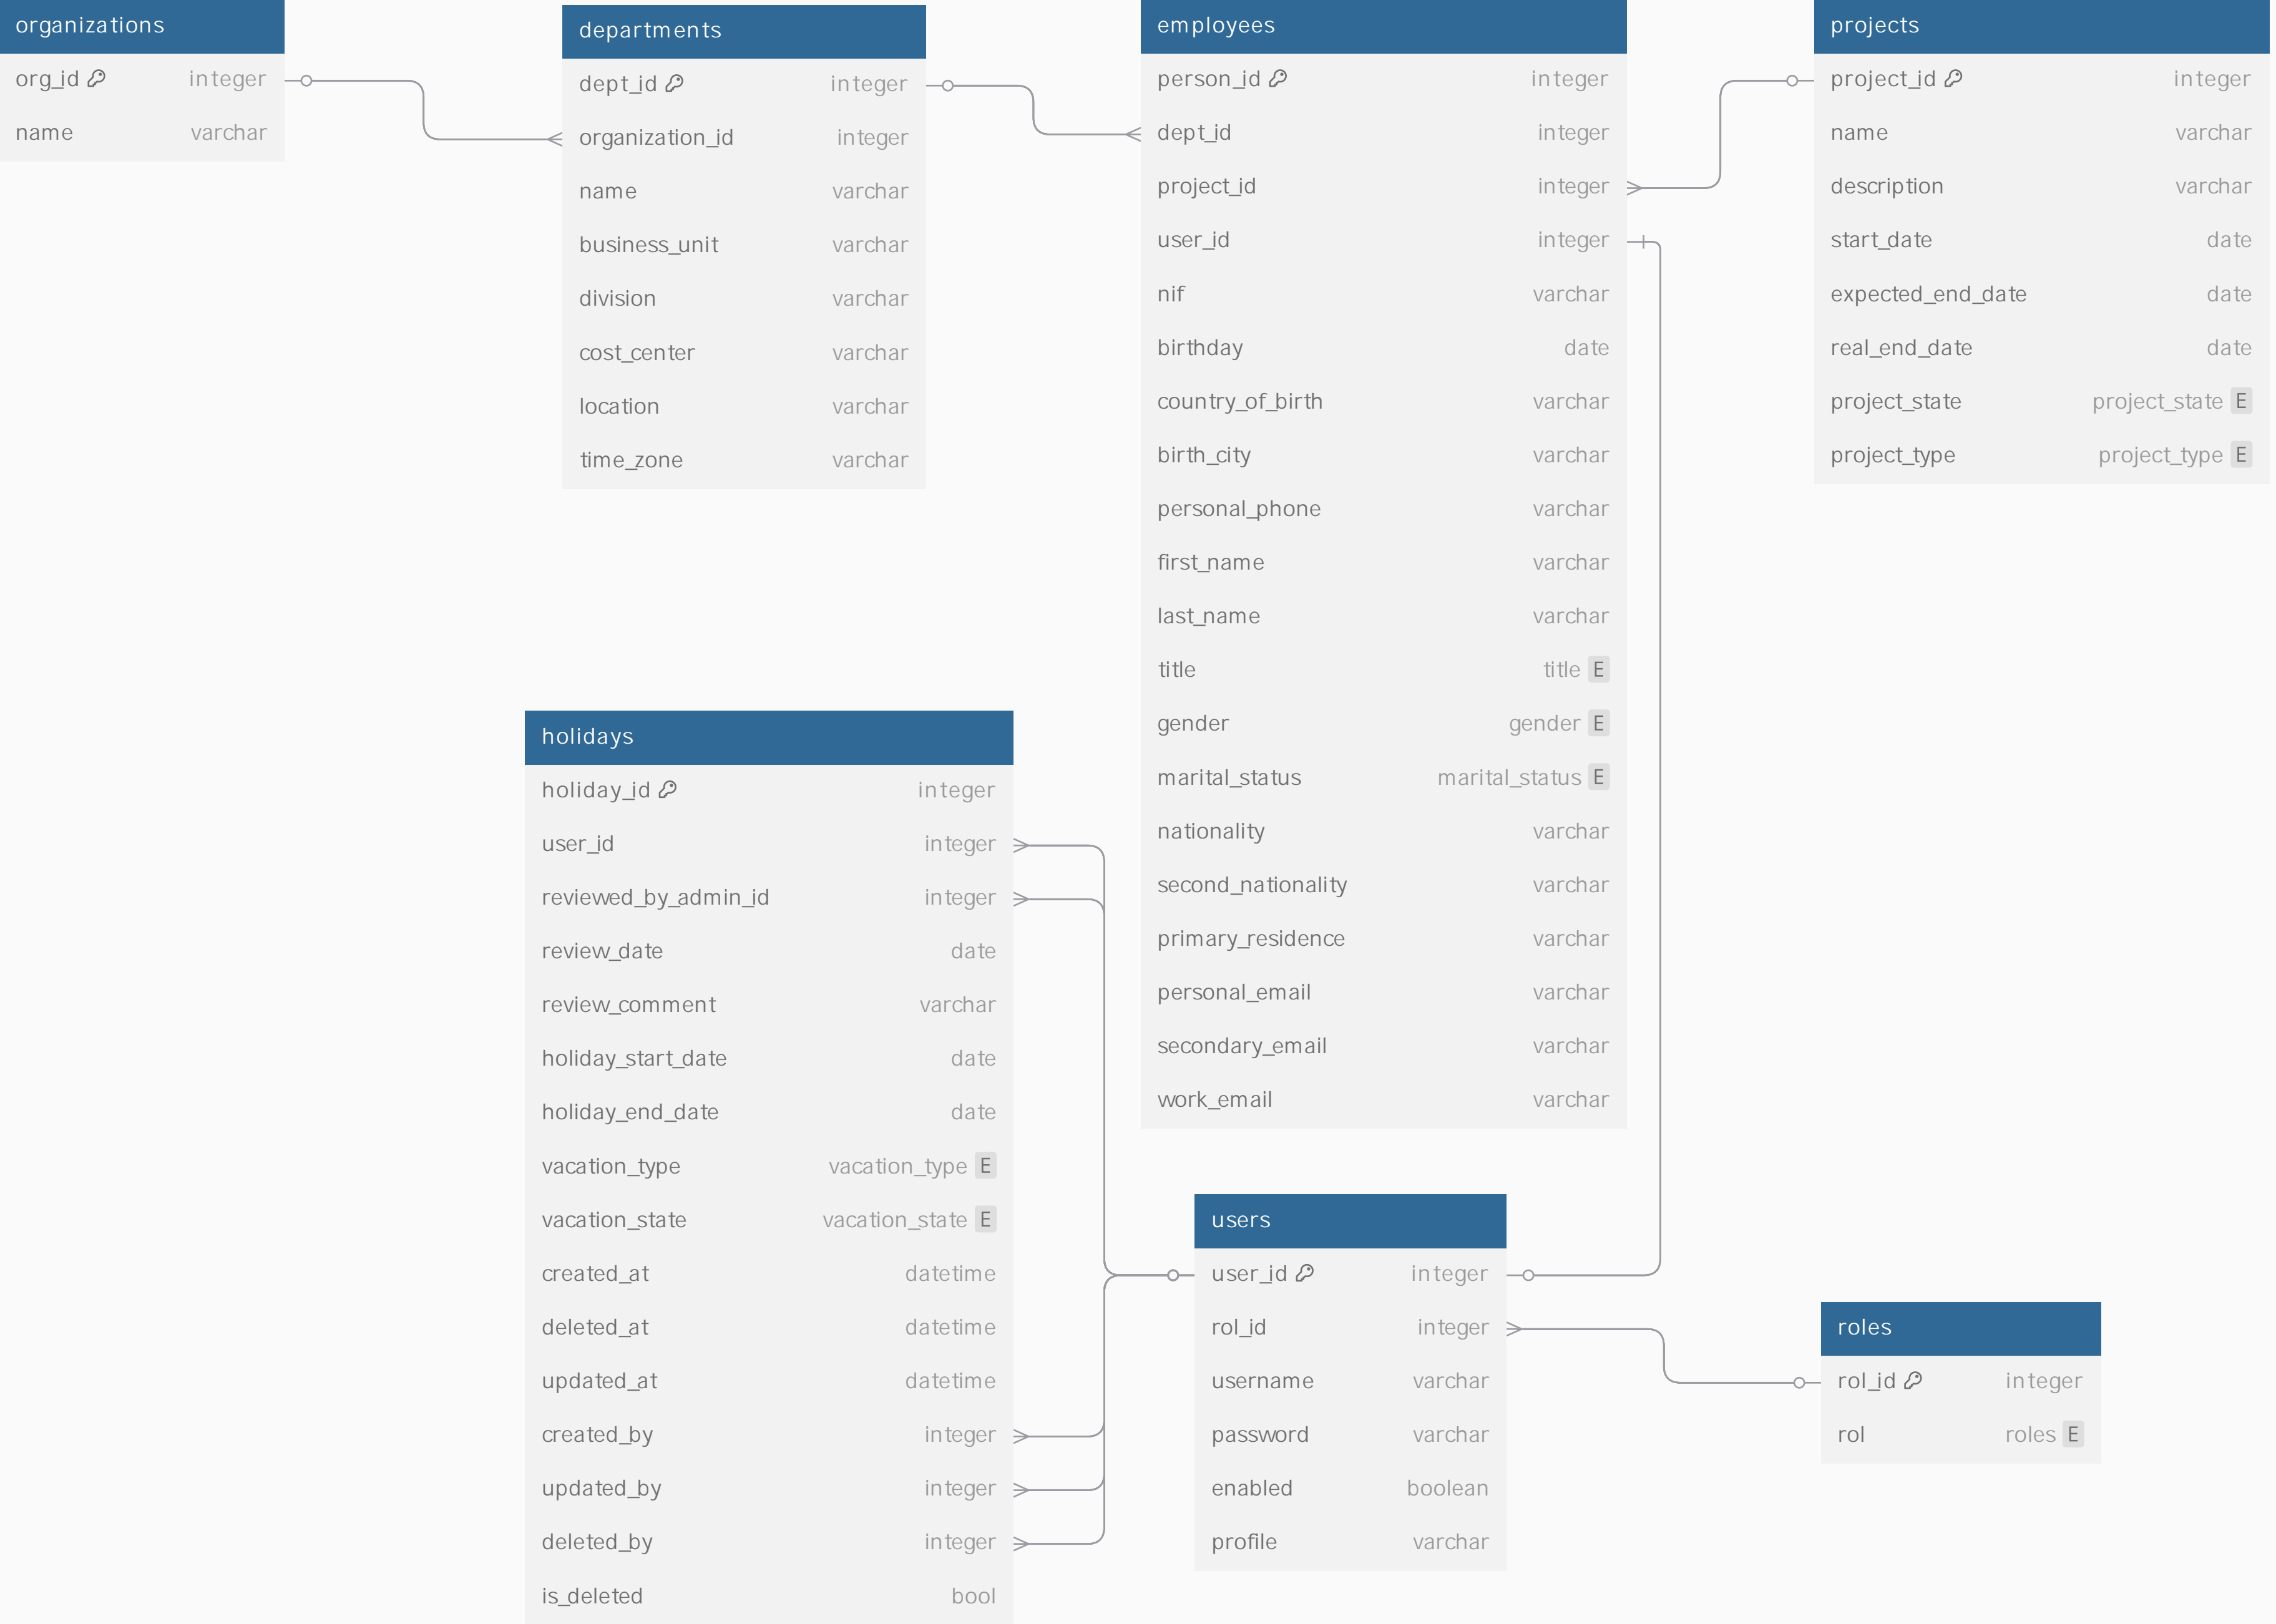 organizations
org_id integer
name varchar
departments
dept_id integer
organization_id integer
name varchar
business_unit varchar
division varchar
cost_center varchar
location varchar
time_zone varchar
employees
person_id integer
dept_id integer
project_id integer
user_id integer
nif varchar
birthday date
country_of_birth varchar
birth_city varchar
personal_phone varchar
first_name varchar
last_name varchar
title title E
gender gender E
marital_status marital_status E
nationality varchar
second_nationality varchar
primary_residence varchar
personal_email varchar
secondary_email varchar
work_email varchar
projects
project_id integer
name varchar
description varchar
start_date date
expected_end_date date
real_end_date date
project_state project_state E
project_type project_type E
holidays
holiday_id integer
user_id integer
reviewed_by_admin_id integer
review_date date
review_comment varchar
holiday_start_date date
holiday_end_date date
vacation_type vacation_type E
vacation_state vacation_state E
created_at datetime
deleted_at datetime
updated_at datetime
created_by integer
updated_by integer
deleted_by integer
is_deleted bool
users
user_id integer
rol_id integer
username varchar
password varchar
enabled boolean
profile varchar
roles
rol_id integer
rol roles E